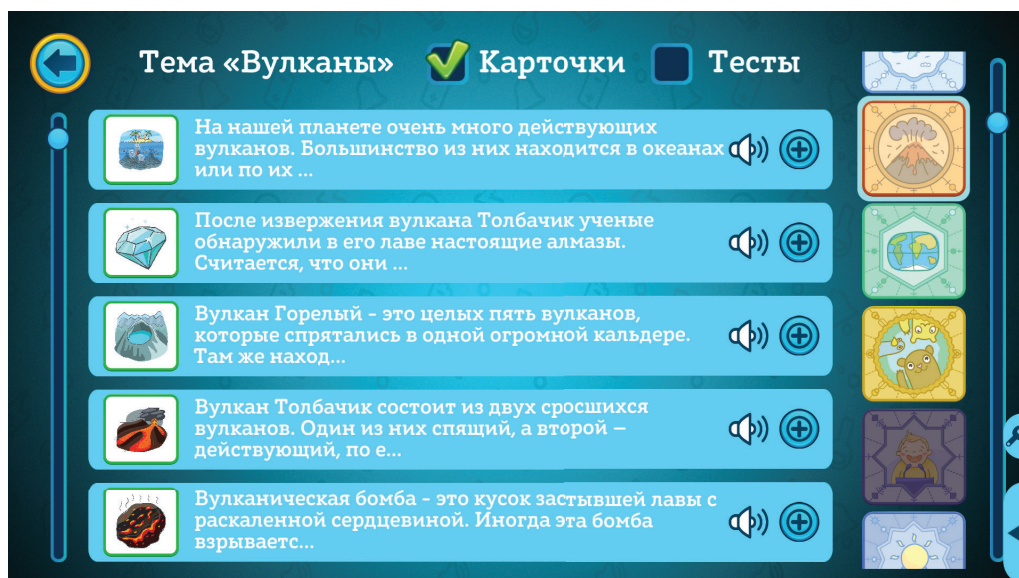 Тема «Вулканы»
Карточки
Тесты
На нашей планете очень много действующих
вулканов. Большинство из них находится в океанах
или по их ...
После извержения вулкана Толбачик ученые
обнаружили в его лаве настоящие алмазы.
Считается, что они ...
Вулкан Горелый - это целых пять вулканов,
которые спрятались в одной огромной кальдере.
Там же наход...
Вулкан Толбачик состоит из двух сросшихся
вулканов. Один из них спящий, а второй –
действующий, по е...
Вулканическая бомба - это кусок застывшей лавы с
раскаленной сердцевиной. Иногда эта бомба
взрываетс...